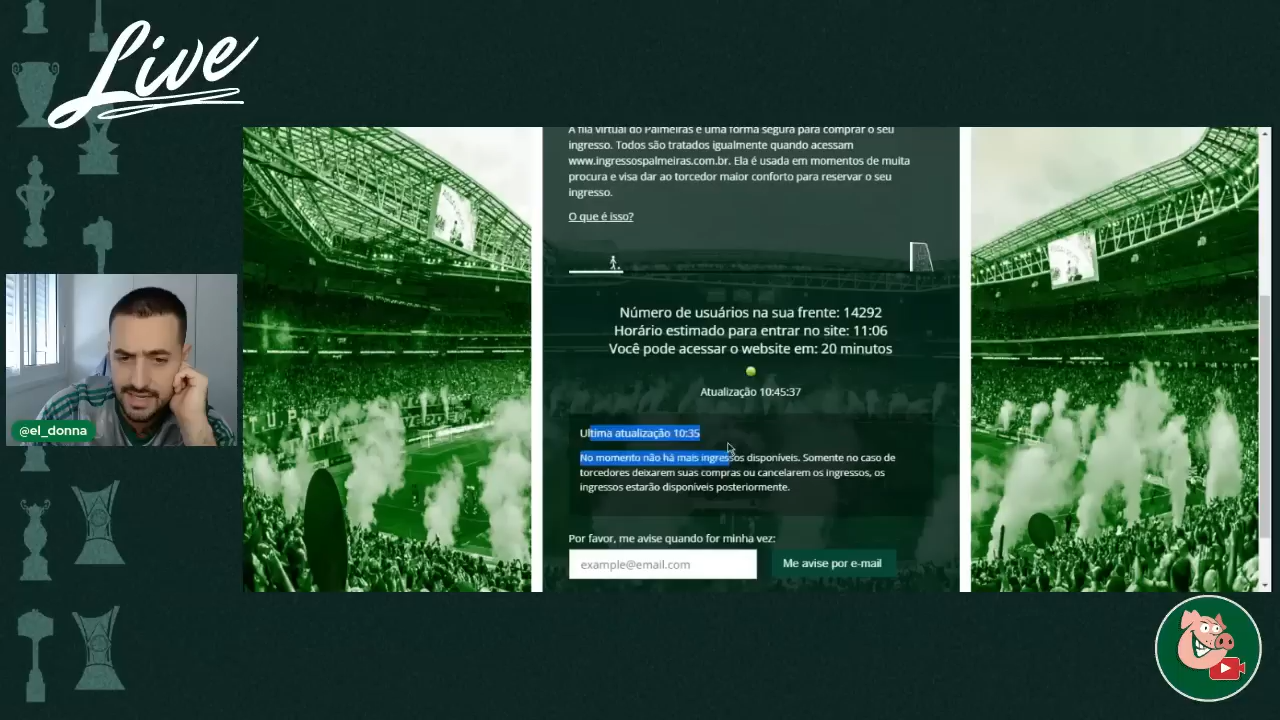 Live
A fila virtual do Palmeiras é uma forma segura para comprar o seu
ingresso. Todos são tratados igualmente quando acessam
www.ingressospalmeiras.com.br. Ela é usada em momentos de muita
procura e visa dar ao torcedor maior conforto para reservar o seu
ingresso.
O que é isso?
Número de usuários na sua frente: 14292
Horário estimado para entrar no site: 11:06
Você pode acessar o website em: 20 minutos
Atualização 10:45:37
Ultima atualização 10:35
No momento não há mais ingressos disponíveis. Somente no caso de
torcedores deixarem suas compras ou cancelarem os ingressos, os
ingressos estarão disponíveis posteriormente.
Por favor, me avise quando for minha vez:
example@email.com
Me avise por e-mail
@el_donna